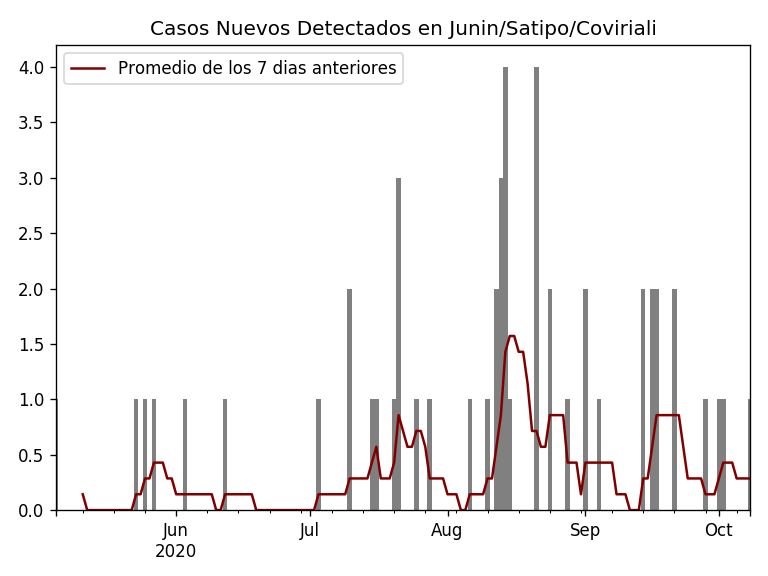 Casos Nuevos Detectados en Junin/Satipo/Coviriali
Promedio de los 7 dias anteriores
4.0
3.5
3.0
2.5
2.0
1.5
1.0
0.5
0.0
Jun
2020
Jul
Aug
Sep
Oct